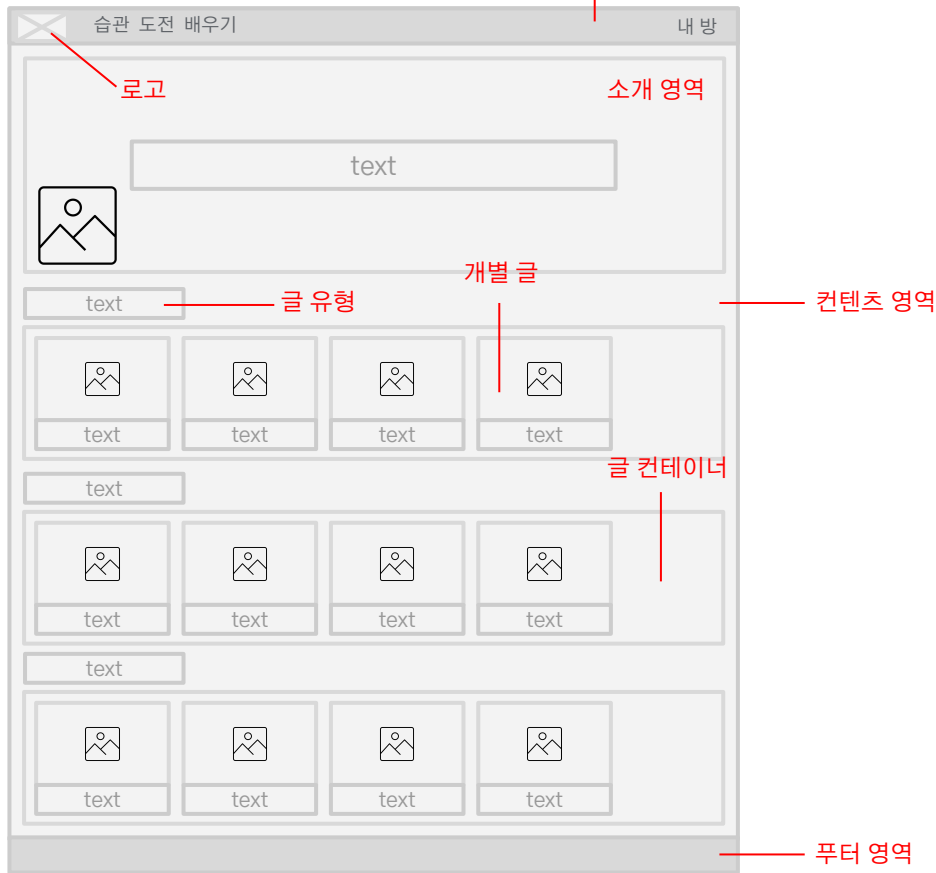 습관 도전 배우기 내 방
로고 소개 영역
text
개별 글
text 글 유형 컨텐츠 영역
text text text text
글 컨테이너
text
text text text text
text
text text text text
푸터 영역